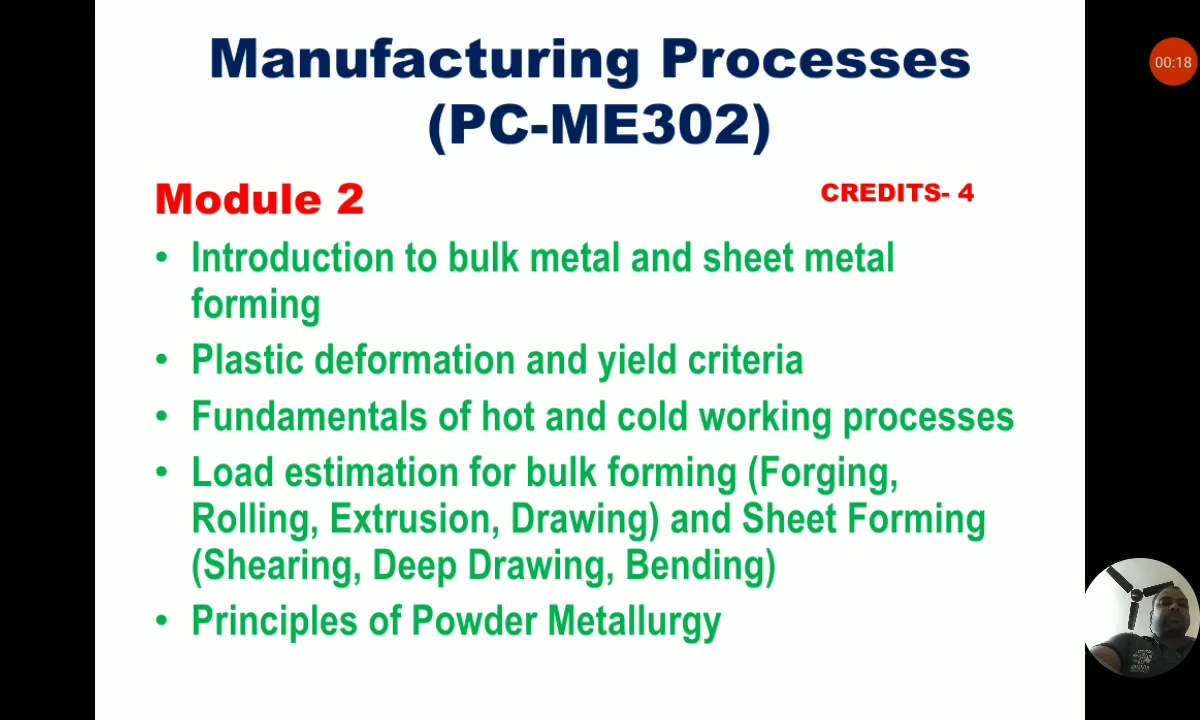 Manufacturing Processes
(PC-ME302)
Module 2
CREDITS- 4
• Introduction to bulk metal and sheet metal
forming
• Plastic deformation and yield criteria
• Fundamentals of hot and cold working processes
• Load estimation for bulk forming (Forging,
Rolling, Extrusion, Drawing) and Sheet Forming
(Shearing, Deep Drawing, Bending)
• Principles of Powder Metallurgy
00:18